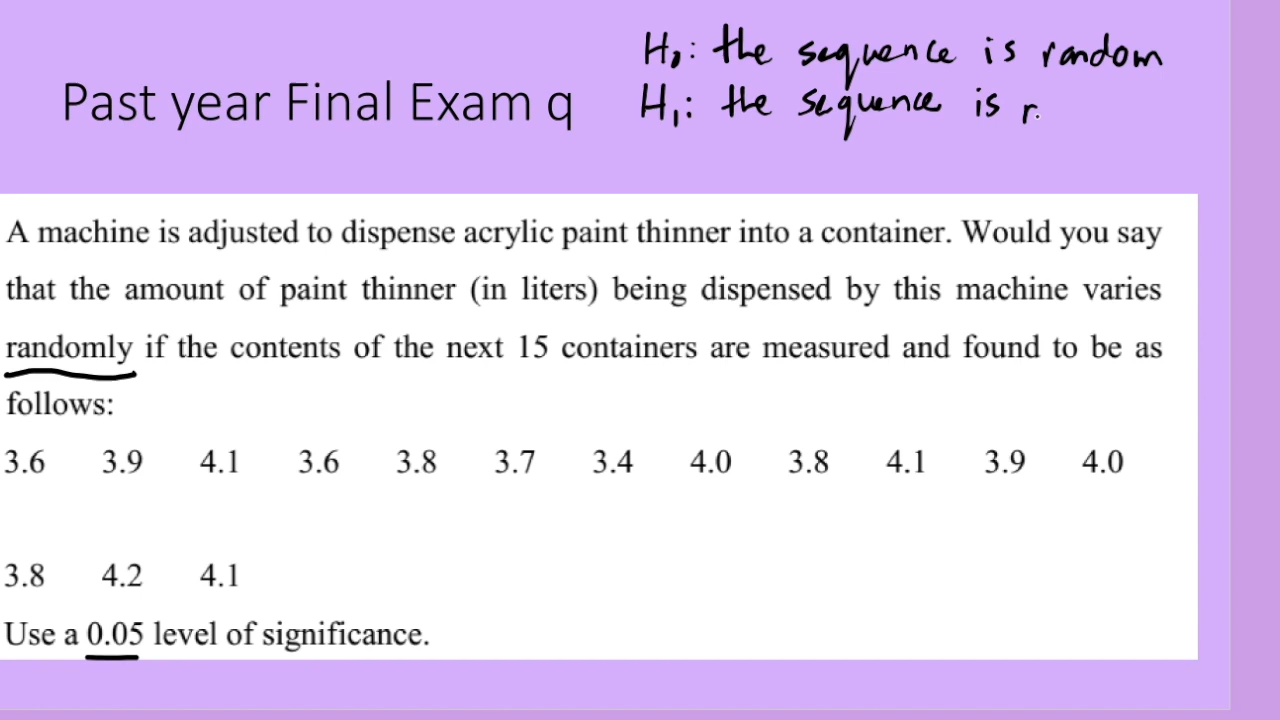 H₀: the sequence is random
Past year Final Exam q
H₁: the sequence is r
A machine is adjusted to dispense acrylic paint thinner into a container. Would you say
that the amount of paint thinner (in liters) being dispensed by this machine varies
randomly if the contents of the next 15 containers are measured and found to be as
follows:
3.6 3.9 4.1 3.6 3.8 3.7 3.4 4.0 3.8 4.1 3.9 4.0
3.8 4.2 4.1
Use a 0.05 level of significance.